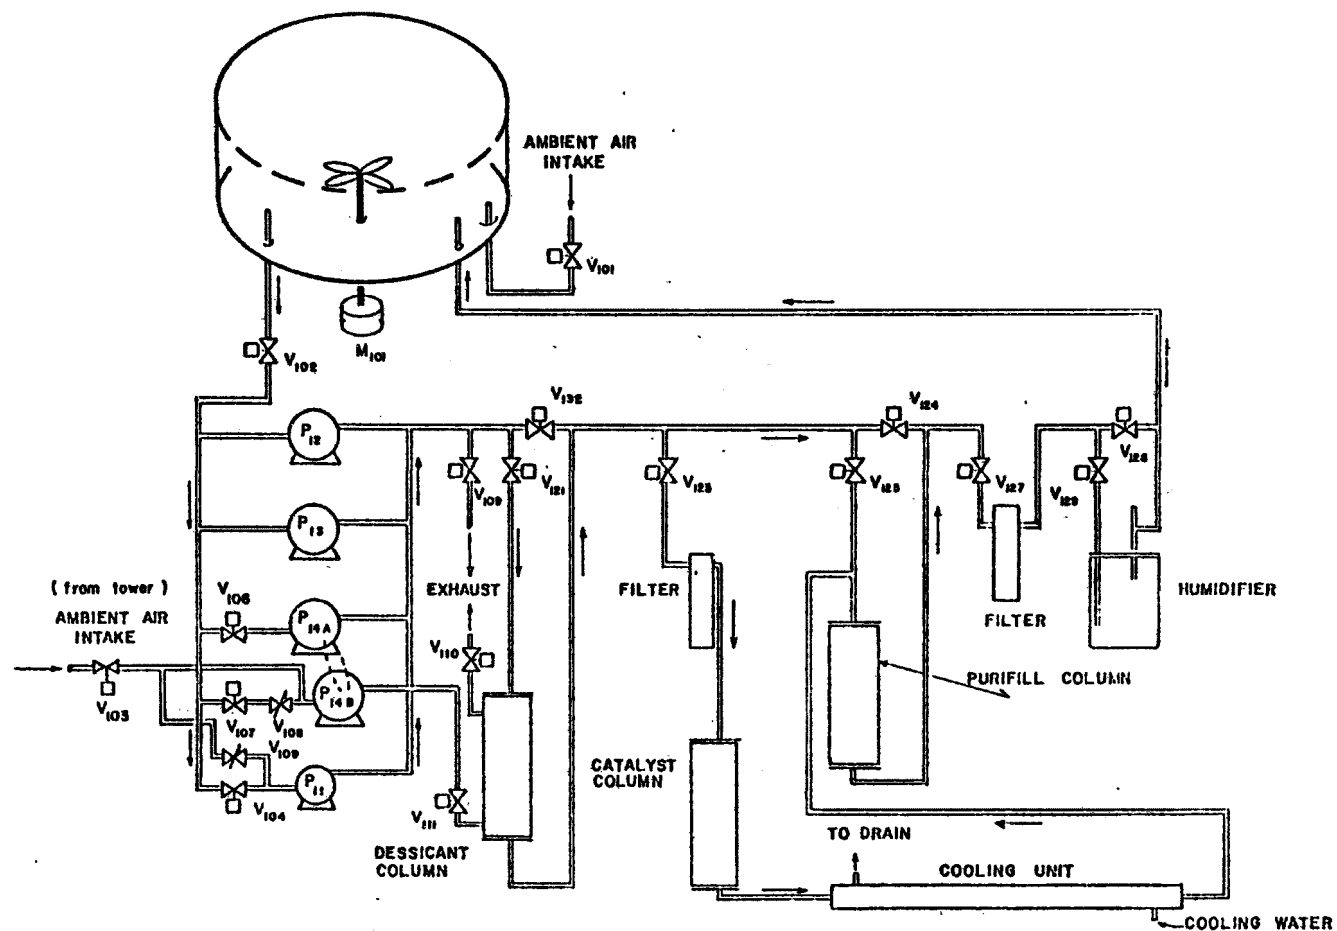 AMBIENT AIR
INTAKE
V101
M101
V102
V132
V124
P12
V109
V121
V123
V125
V127
V129
V126
P13
(from tower)
AMBIENT AIR
INTAKE
V106
EXHAUST
FILTER
HUMIDIFIER
FILTER
P14A
V110
V103
P14B
PURIFILL COLUMN
V107
V108
V109
CATALYST
COLUMN
P11
V104
V111
DESSICANT
COLUMN
TO DRAIN
COOLING UNIT
COOLING WATER